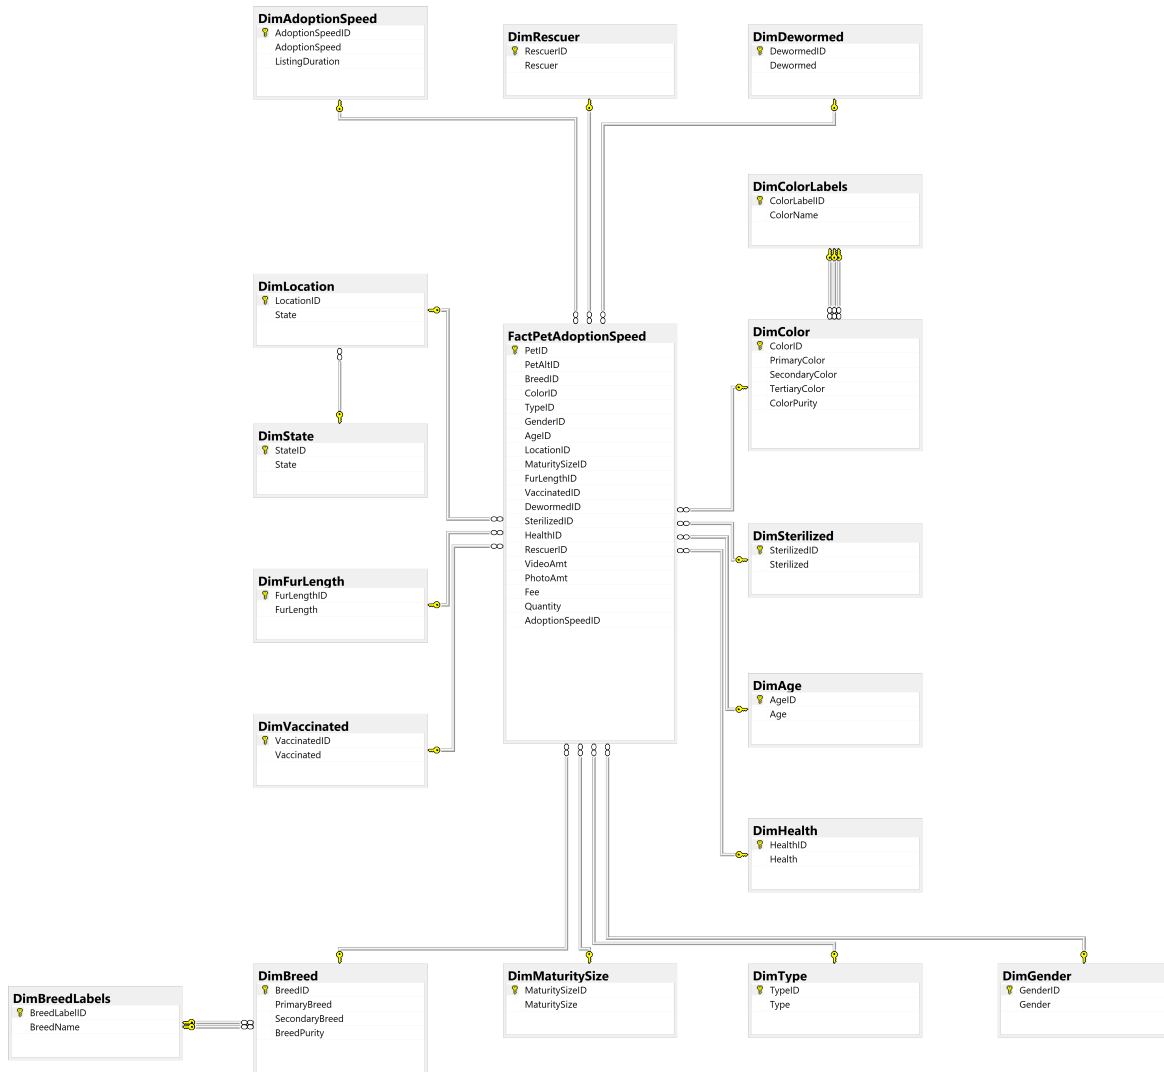 DimAdoptionSpeed
AdoptionSpeedID
AdoptionSpeed
ListingDuration
DimRescuer
RescuerID
Rescuer
DimDewormed
DewormedID
Dewormed
DimColorLabels
ColorLabelID
ColorName
DimLocation
LocationID
State
DimState
StateID
State
FactPetAdoptionSpeed
PetID
PetAltID
BreedID
ColorID
TypeID
GenderID
AgeID
LocationID
MaturitySizeID
FurLengthID
VaccinatedID
DewormedID
SterilizedID
HealthID
RescuerID
VideoAmt
PhotoAmt
Fee
Quantity
AdoptionSpeedID
DimColor
ColorID
PrimaryColor
SecondaryColor
TertiaryColor
ColorPurity
DimSterilized
SterilizedID
Sterilized
DimFurLength
FurLengthID
FurLength
DimAge
AgeID
Age
DimVaccinated
VaccinatedID
Vaccinated
DimHealth
HealthID
Health
DimBreedLabels
BreedLabelID
BreedName
DimBreed
BreedID
PrimaryBreed
SecondaryBreed
BreedPurity
DimMaturitySize
MaturitySizeID
MaturitySize
DimType
TypeID
Type
DimGender
GenderID
Gender